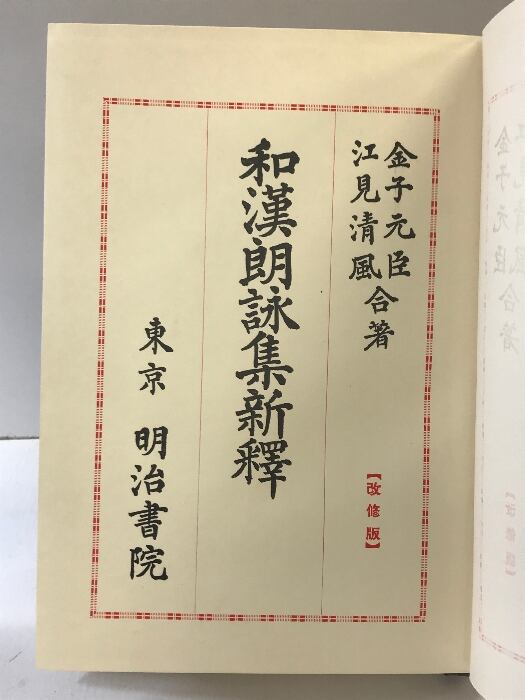 金子元臣
江見清風
合著
【改修版】
和漢朗詠集新釋
東京 明治書院